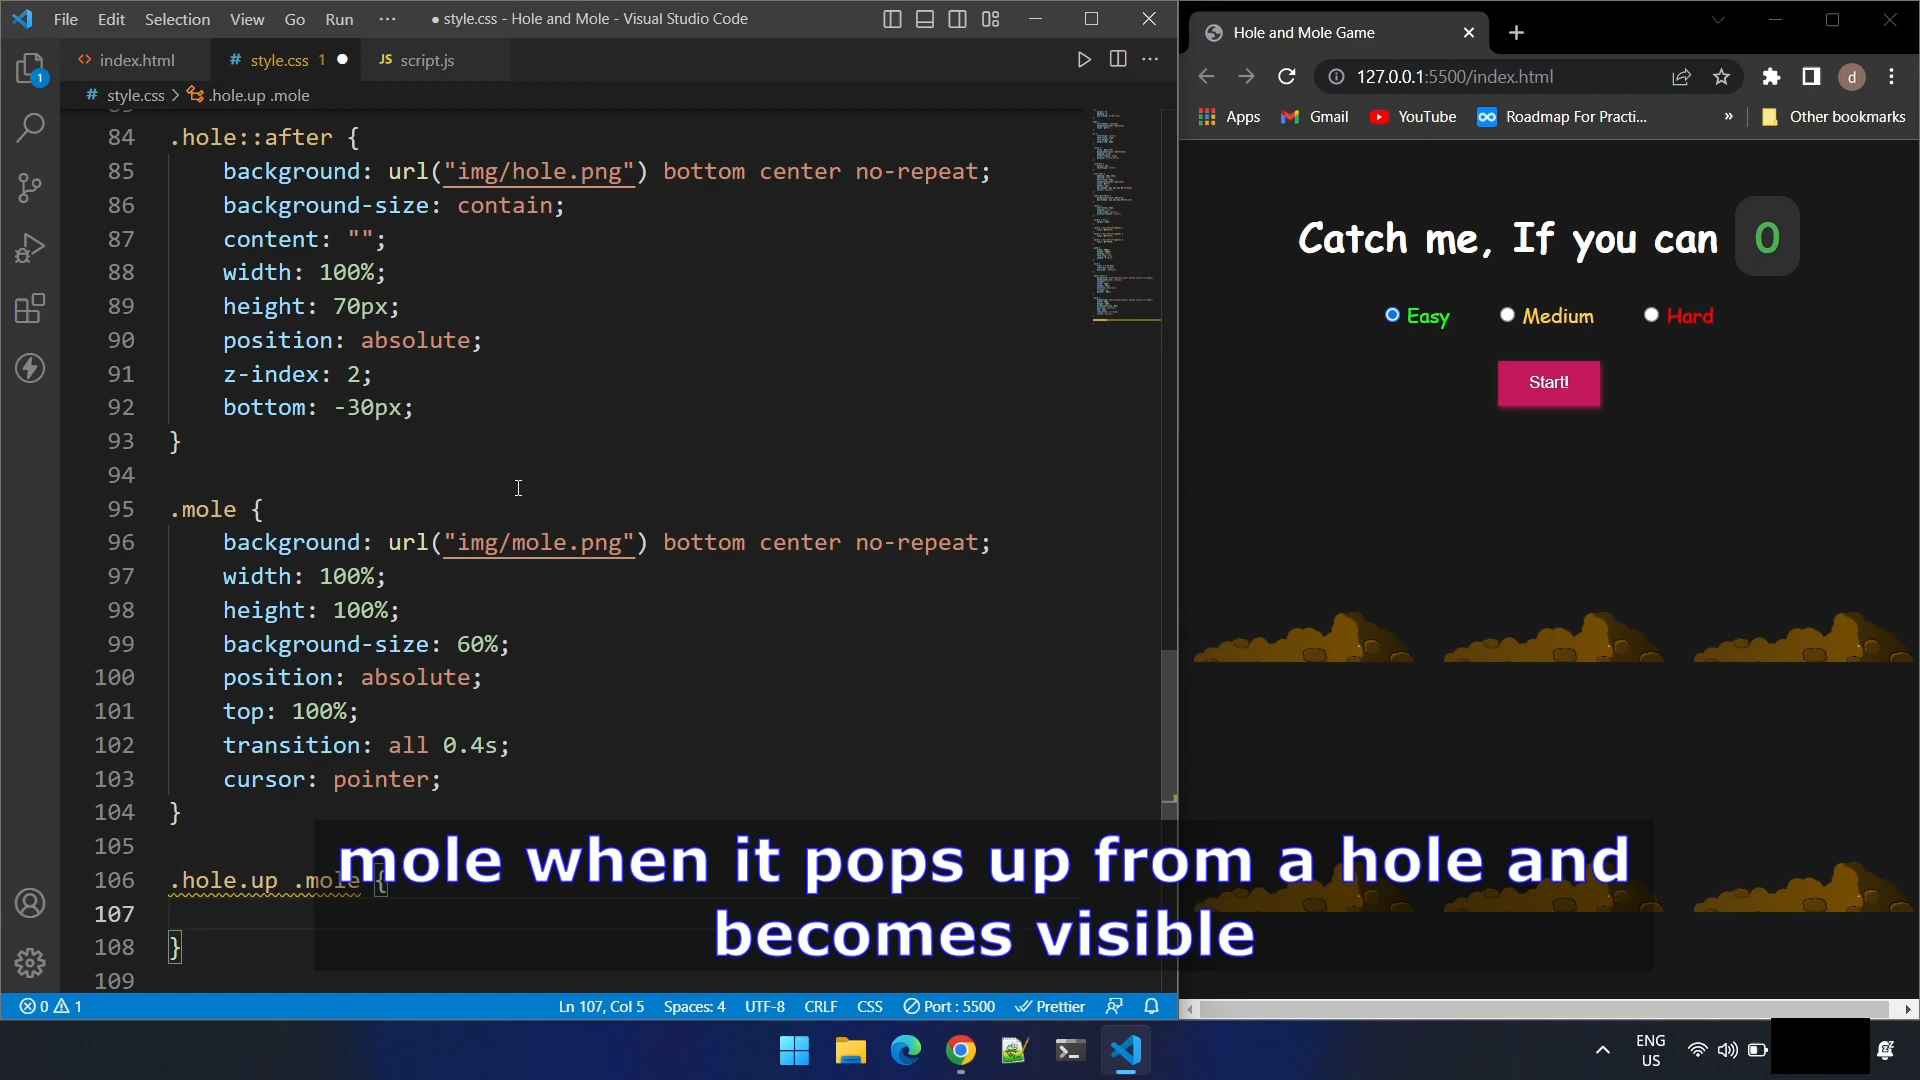 File Edit Selection View Go Run ··· ● style.css - Hole and Mole - Visual Studio Code
index.html
# style.css 1 ●
JS script.js
# style.css > .hole.up .mole
84 .hole::after {
85 background: url("img/hole.png") bottom center no-repeat;
86 background-size: contain;
87 content: "";
88 width: 100%;
89 height: 70px;
90 position: absolute;
91 z-index: 2;
92 bottom: -30px;
93 }
94
95 .mole {
96 background: url("img/mole.png") bottom center no-repeat;
97 width: 100%;
98 height: 100%;
99 background-size: 60%;
100 position: absolute;
101 top: 100%;
102 transition: all 0.4s;
103 cursor: pointer;
104 }
105
106 .hole.up .mole {
107
108 }
109
1
0 1 Ln 107, Col 5 Spaces: 4 UTF-8 CRLF CSS Port : 5500 Prettier
Hole and Mole Game
127.0.0.1:5500/index.html
d
Apps Gmail YouTube Roadmap For Practi... » Other bookmarks
Catch me, If you can 0
Easy Medium Hard
Start!
mole when it pops up from a hole and
becomes visible
ENG
US